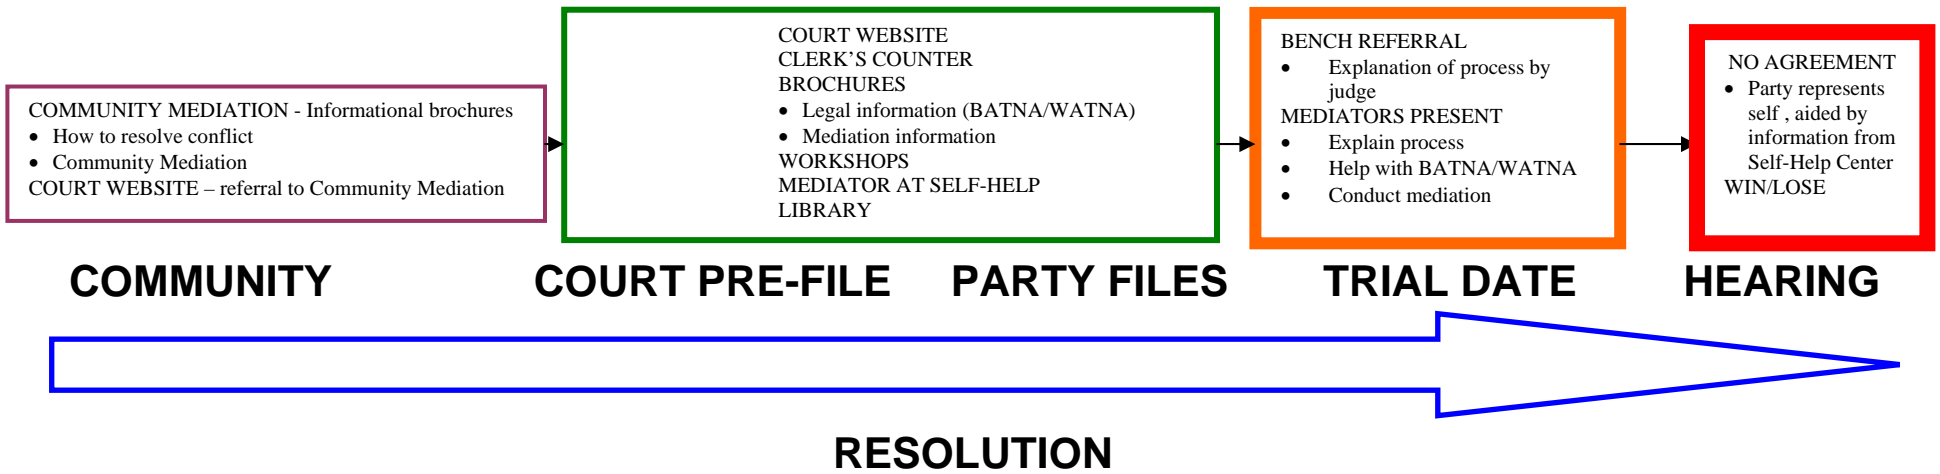 COMMUNITY MEDIATION - Informational brochures
• How to resolve conflict
• Community Mediation
COURT WEBSITE – referral to Community Mediation
COURT WEBSITE
CLERK'S COUNTER
BROCHURES
• Legal information (BATNA/WATNA)
• Mediation information
WORKSHOPS
MEDIATOR AT SELF-HELP
LIBRARY
BENCH REFERRAL
• Explanation of process by
judge
MEDIATORS PRESENT
• Explain process
• Help with BATNA/WATNA
• Conduct mediation
NO AGREEMENT
• Party represents
self , aided by
information from
Self-Help Center
WIN/LOSE
COMMUNITY
COURT PRE-FILE
PARTY FILES
TRIAL DATE
HEARING
RESOLUTION